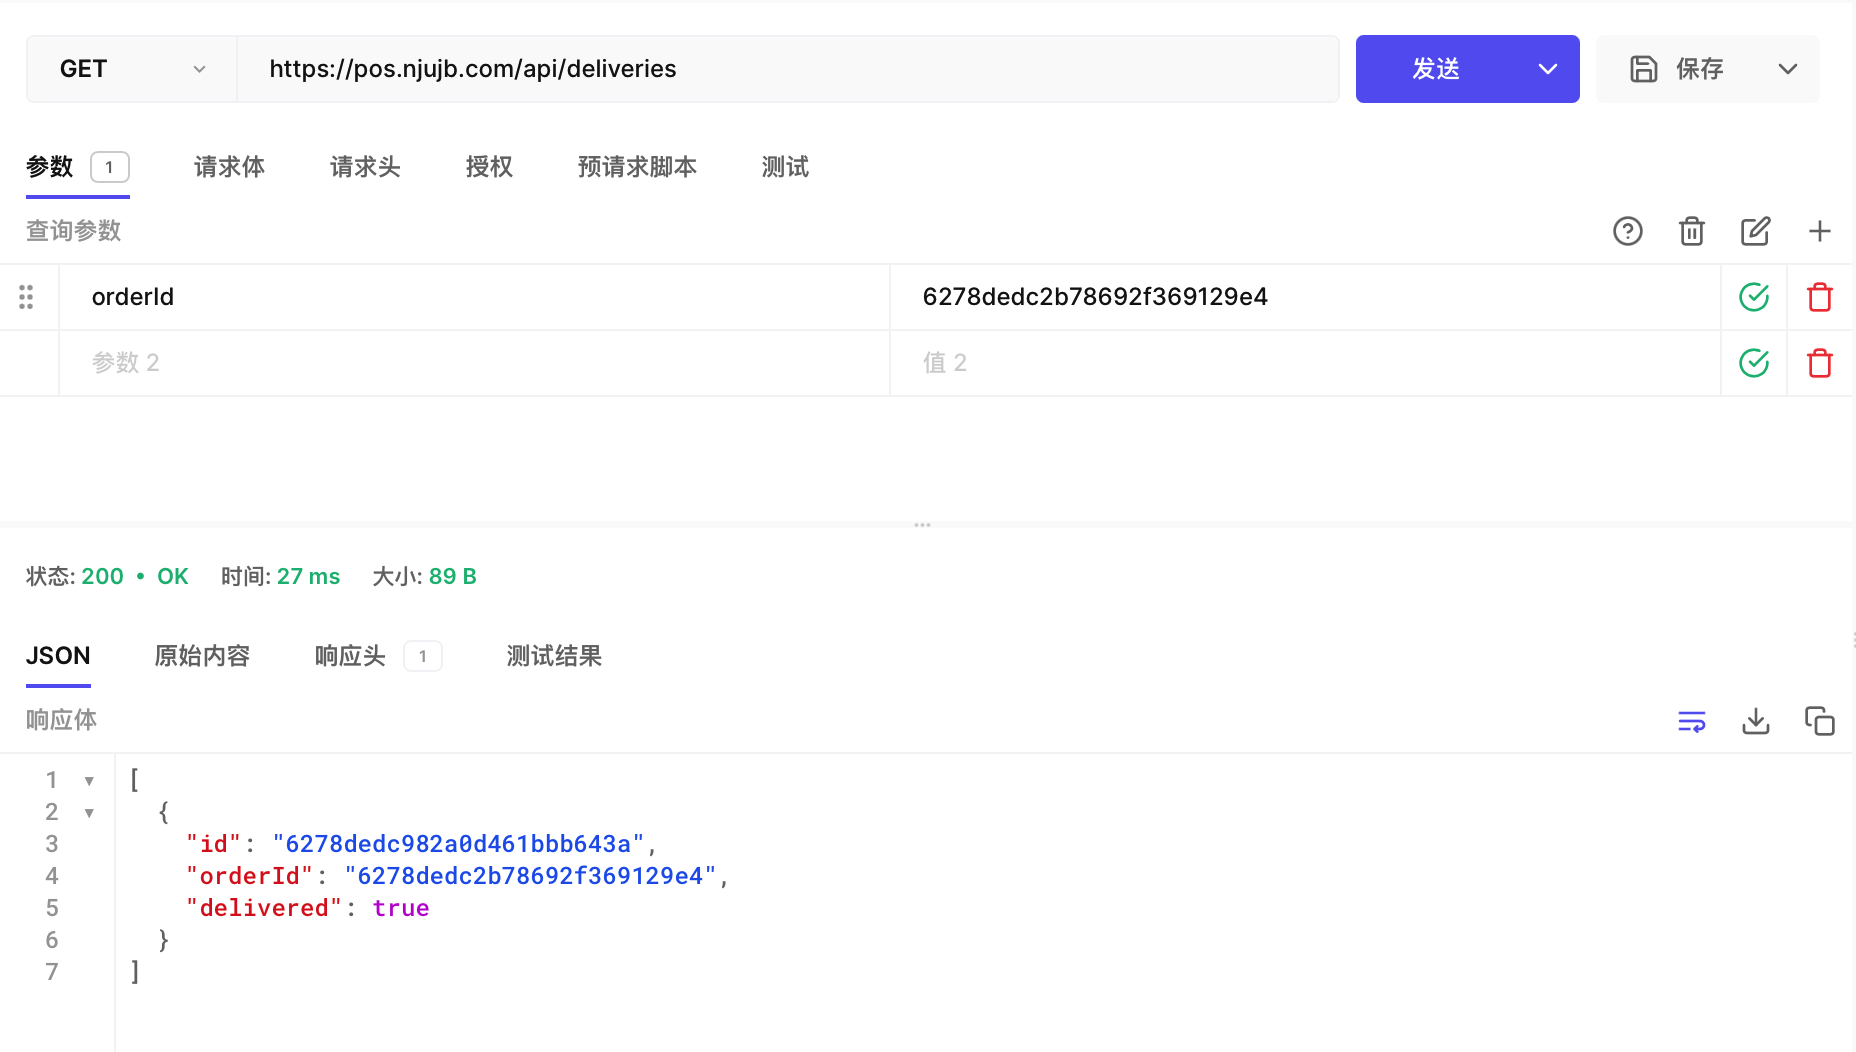 GET https://pos.njujb.com/api/deliveries 发送 保存
参数 1 请求体 请求头 授权 预请求脚本 测试
查询参数
orderId 6278dedc2b78692f369129e4
参数 2 值 2
状态: 200 • OK 时间: 27 ms 大小: 89 B
JSON 原始内容 响应头 1 测试结果
响应体
1 [
2 {
3 "id": "6278dedc982a0d461bbb643a",
4 "orderId": "6278dedc2b78692f369129e4",
5 "delivered": true
6 }
7 ]